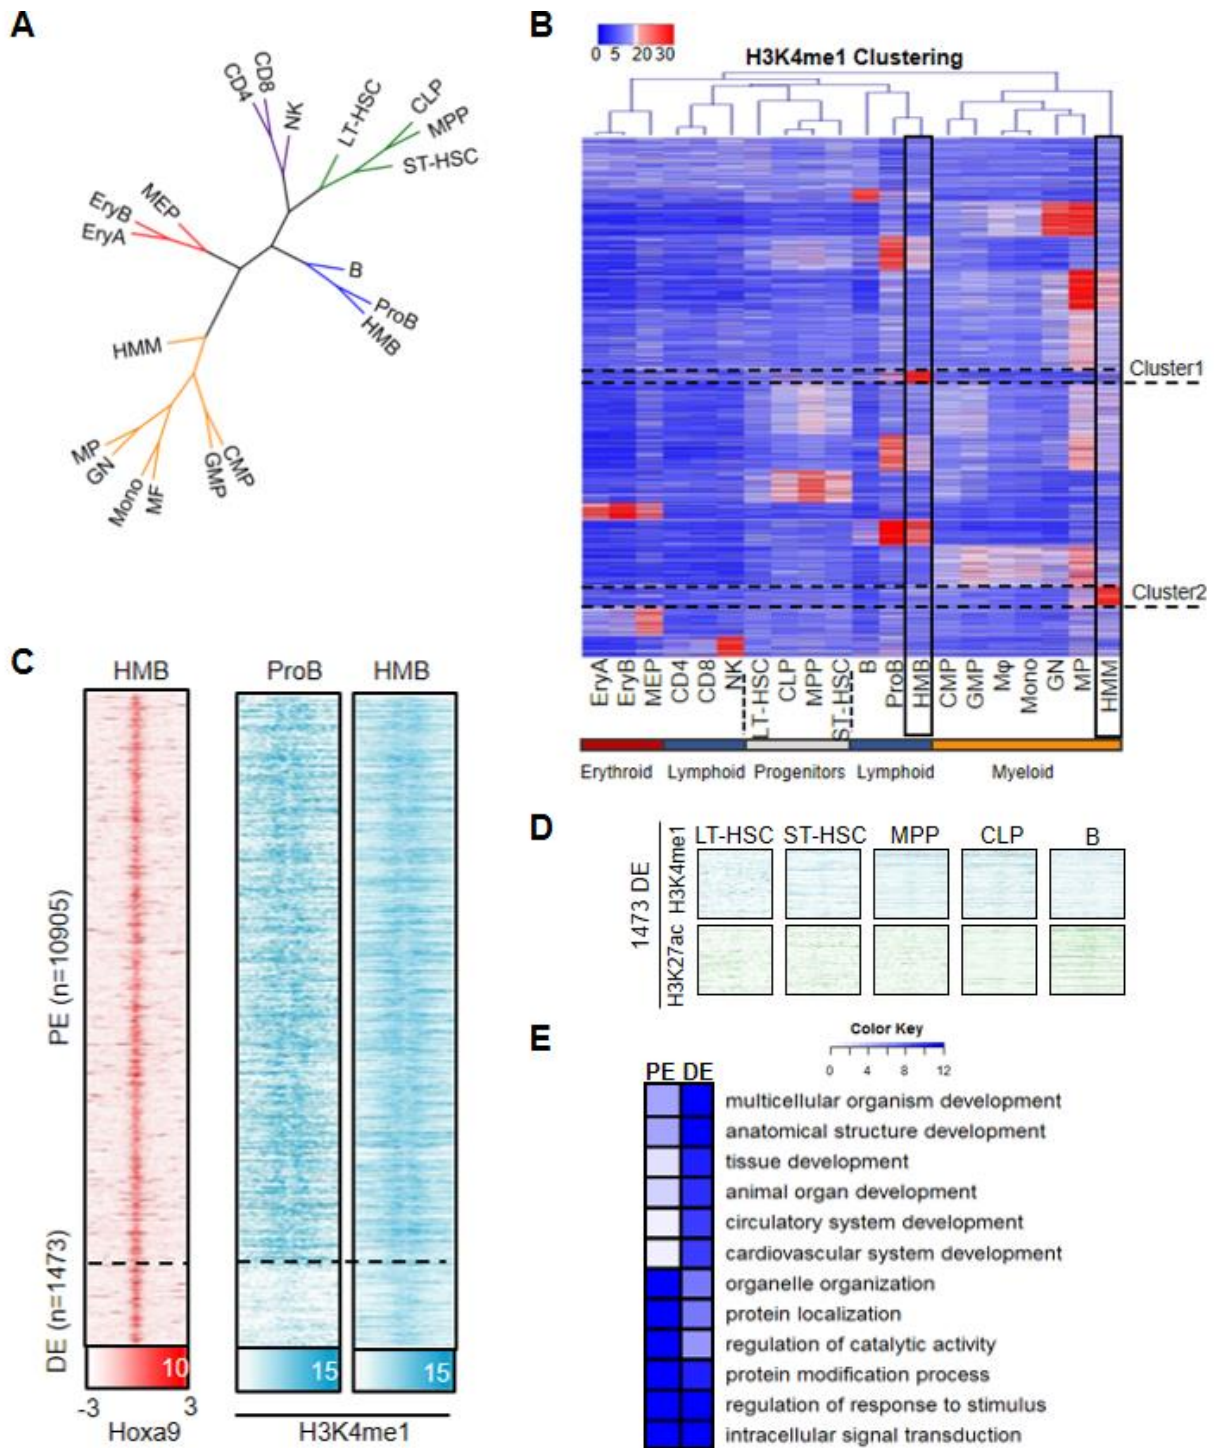 A
CD8
CD4
NK
LT-HSC
CLP
MPP
ST-HSC
MEP
EryB
EryA
B
ProB
HMB
HMM
MP
GN
Mono
MF
GMP
CMP
B
0 5 20 30
H3K4me1 Clustering
Cluster1
Cluster2
EryA
EryB
MEP
CD4
CD8
NK
LT-HSC
CLP
MPP
ST-HSC
B
ProB
HMB
CMP
GMP
Mφ
Mono
GN
MP
HMM
Erythroid Lymphoid Progenitors Lymphoid Myeloid
C
HMB ProB HMB
PE (n=10905)
DE (n=1473)
10 15 15
-3 3
Hoxa9 H3K4me1
D
LT-HSC ST-HSC MPP CLP B
1473 DE
H3K4me1
H3K27ac
E
Color Key
0 4 8 12
PE DE
multicellular organism development
anatomical structure development
tissue development
animal organ development
circulatory system development
cardiovascular system development
organelle organization
protein localization
regulation of catalytic activity
protein modification process
regulation of response to stimulus
intracellular signal transduction